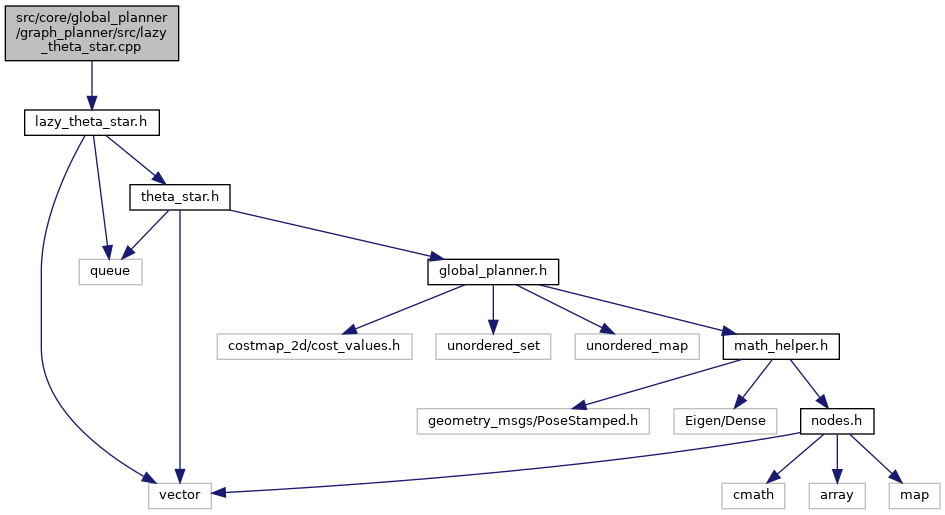 src/core/global_planner
/graph_planner/src/lazy
_theta_star.cpp
lazy_theta_star.h
theta_star.h
queue
global_planner.h
costmap_2d/cost_values.h
unordered_set
unordered_map
math_helper.h
geometry_msgs/PoseStamped.h
Eigen/Dense
nodes.h
vector
cmath
array
map